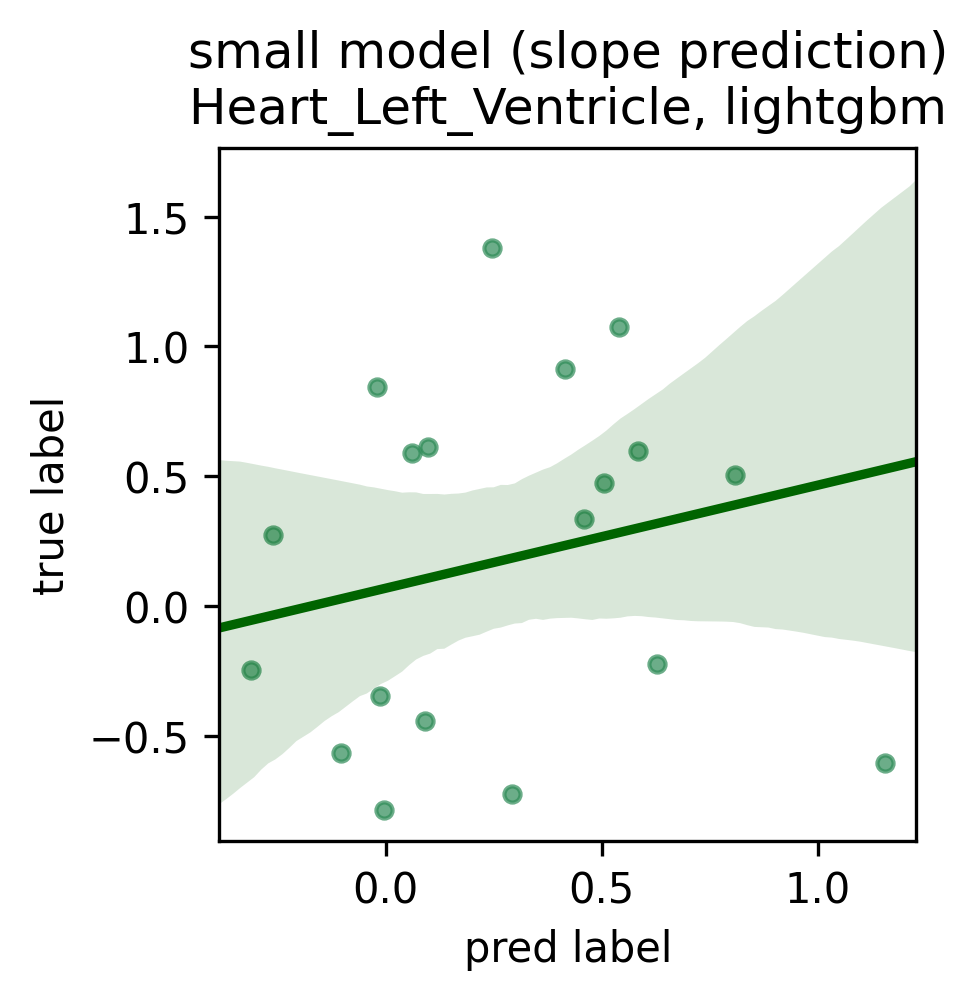 small model (slope prediction)
Heart_Left_Ventricle, lightgbm
1.5
1.0
0.5
0.0
−0.5
true label
0.0
0.5
1.0
pred label